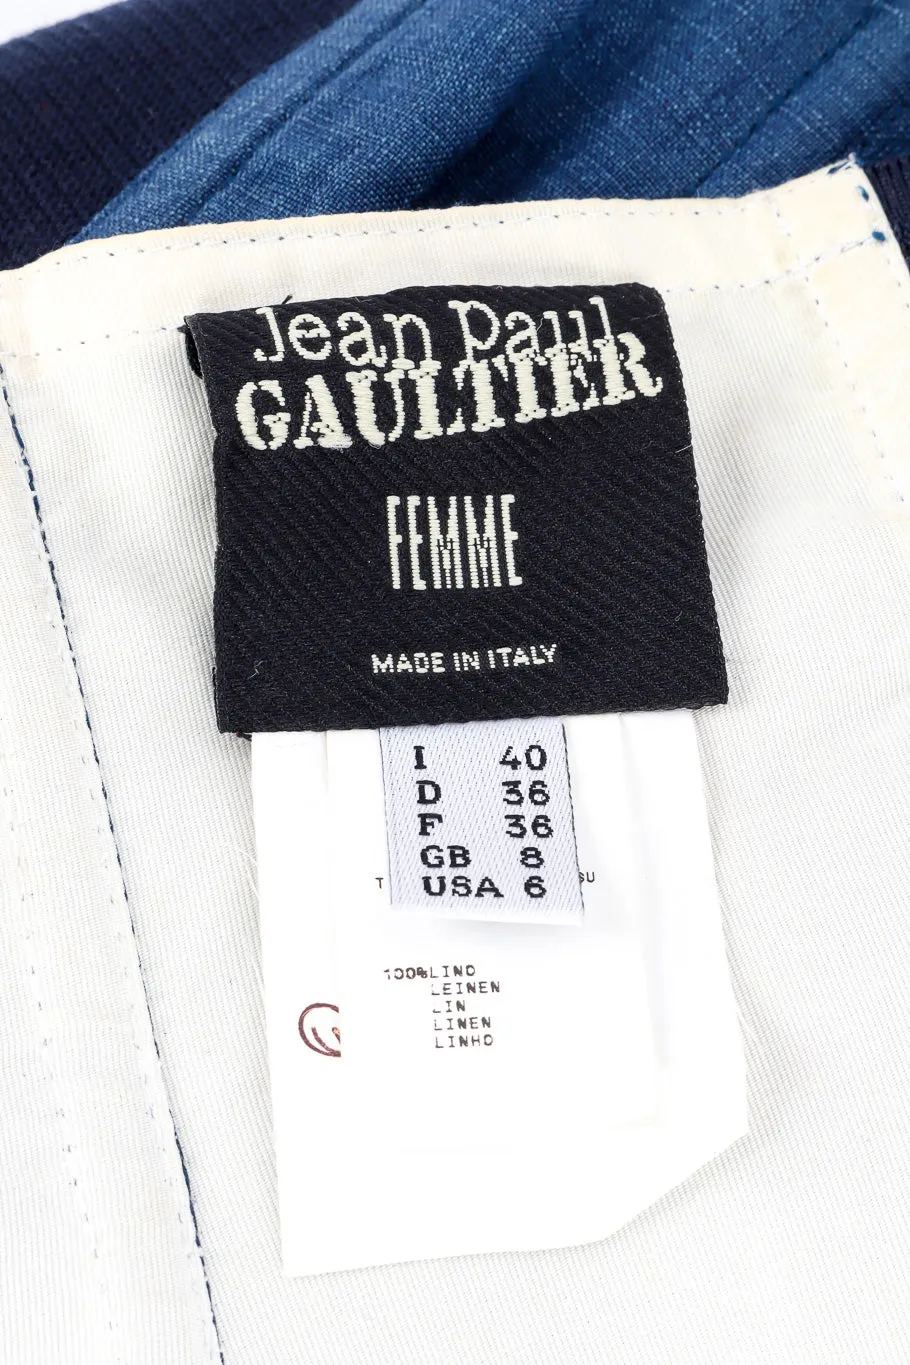 Jean Paul
GAULTIER
FEMME
MADE IN ITALY
I 40
D 36
F 36
GB 8
USA 6
T SU
100%LINO
LEINEN
LIN
LINEN
LINHO